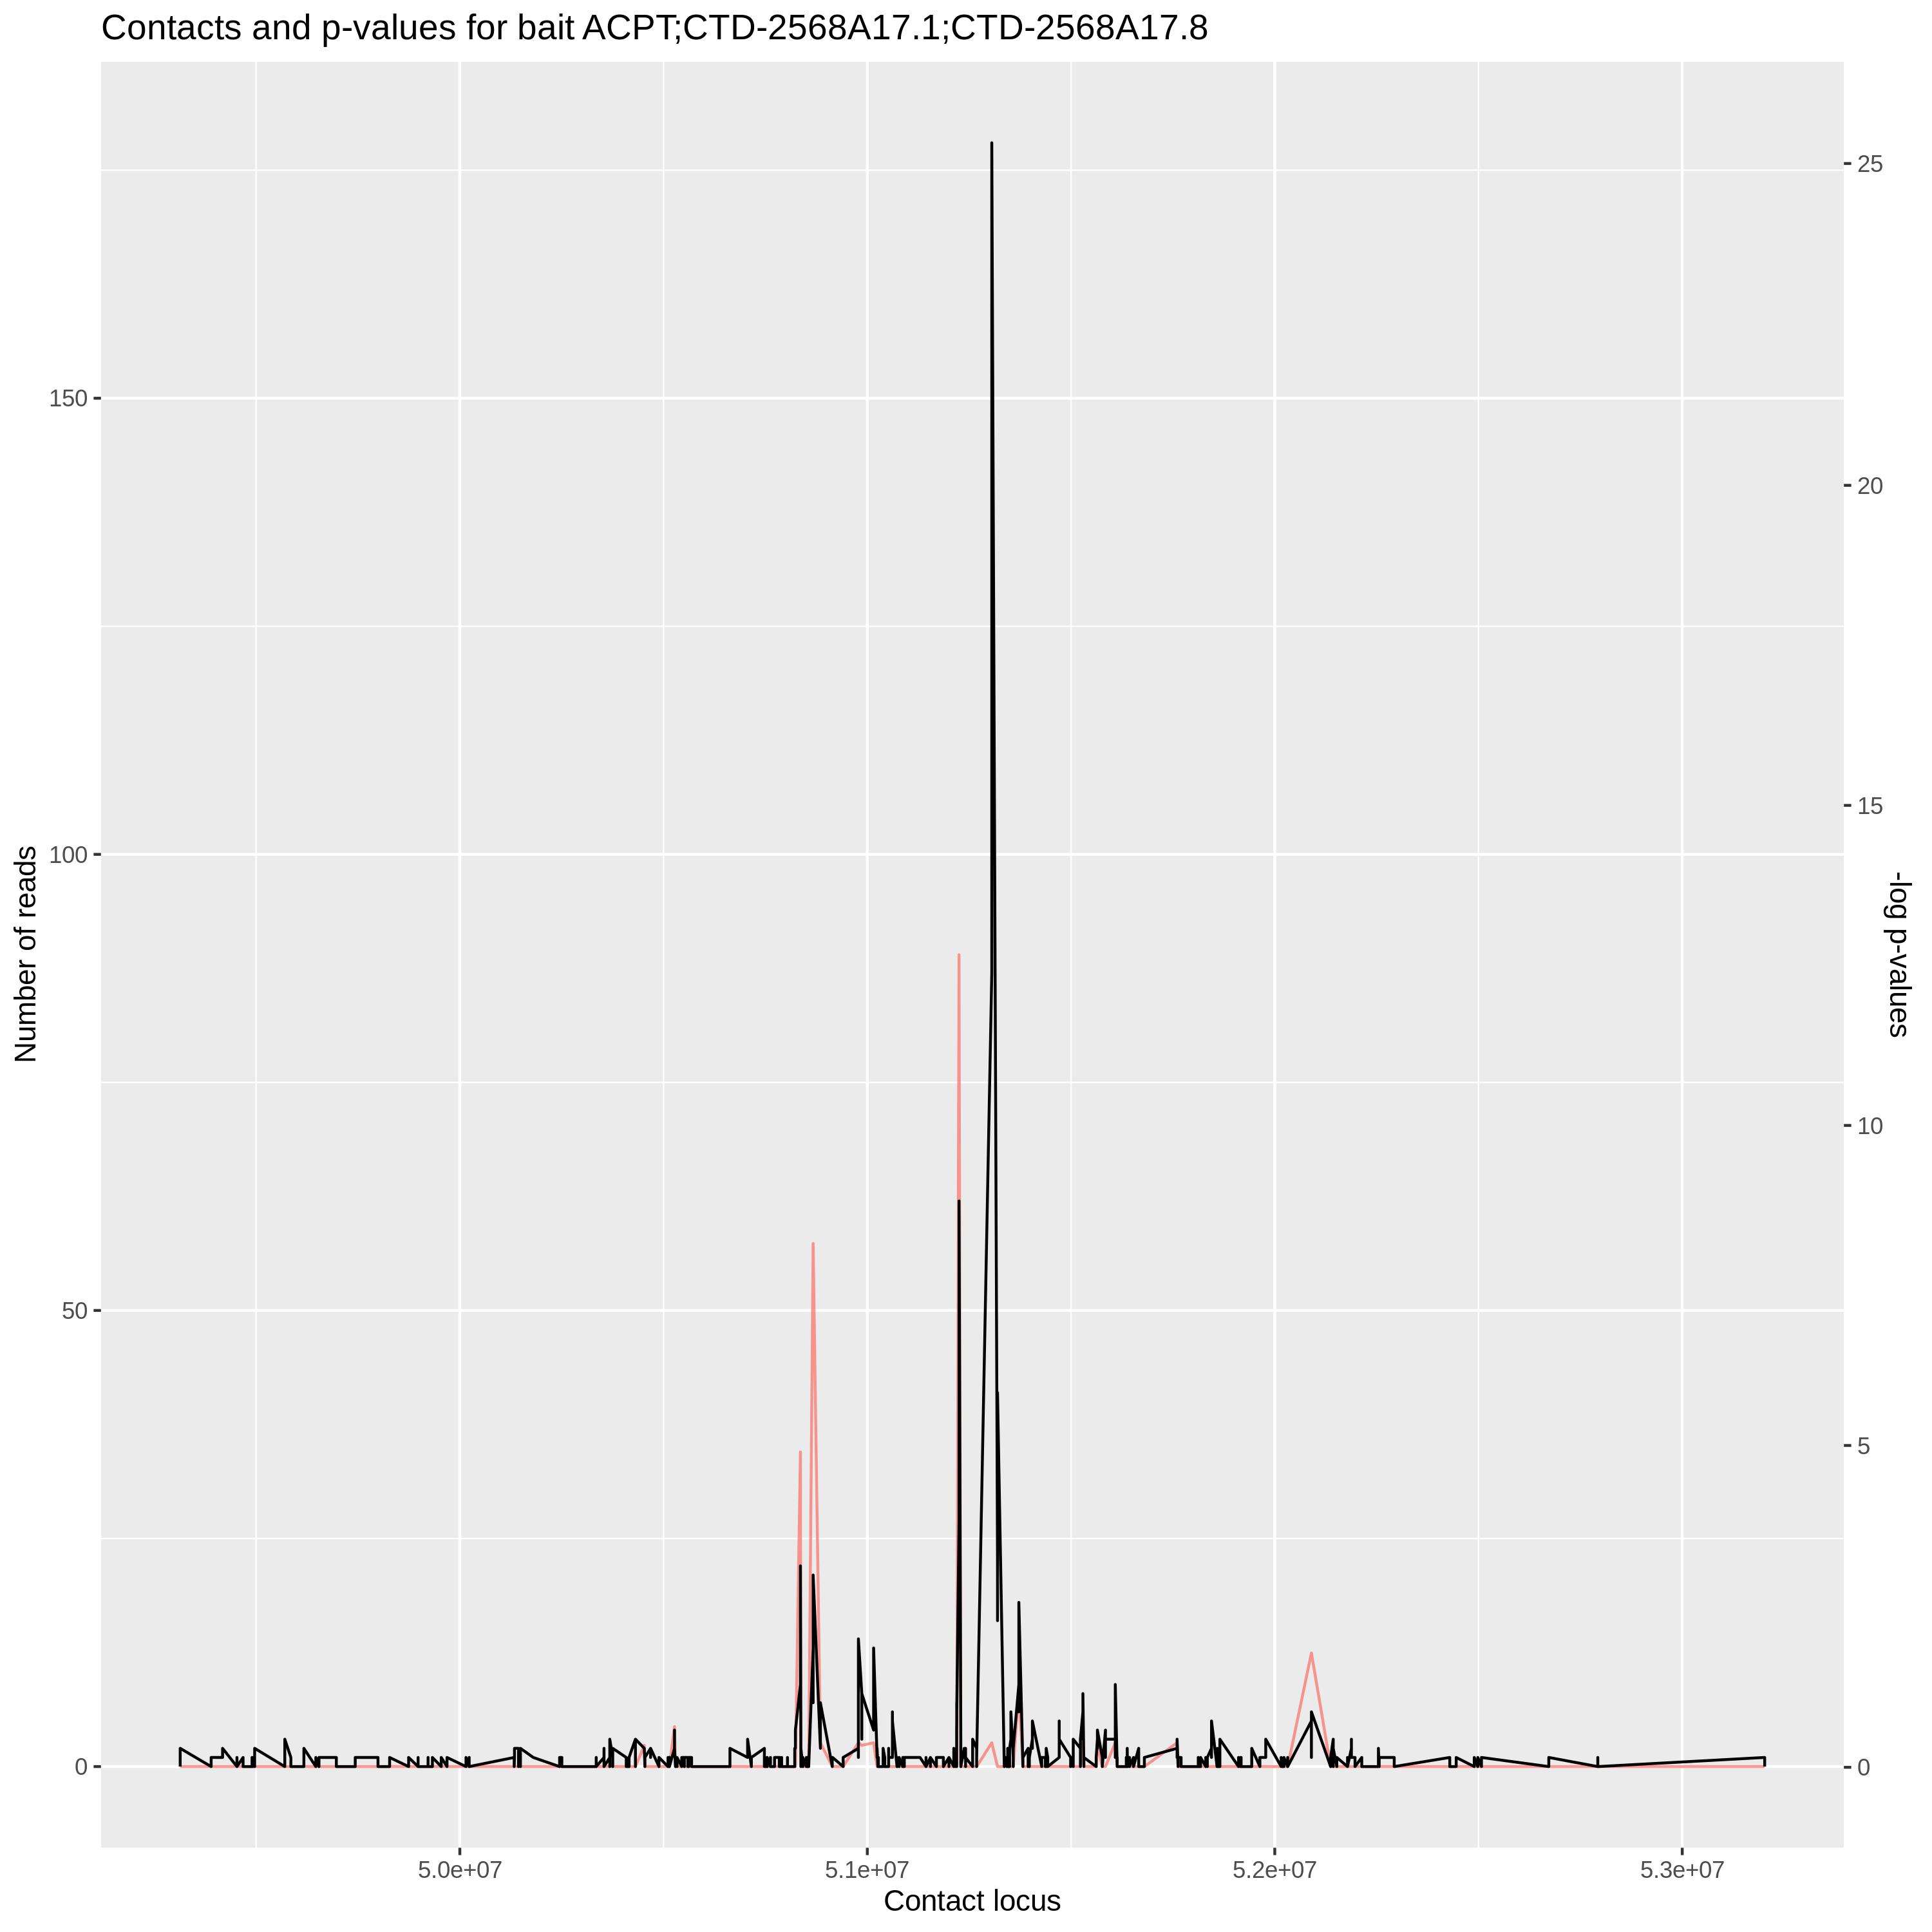 Contacts and p-values for bait ACPT;CTD-2568A17.1;CTD-2568A17.8
Number of reads
150
100
50
0
25
20
15
10
5
0
-log p-values
5.0e+07
5.1e+07
5.2e+07
5.3e+07
Contact locus